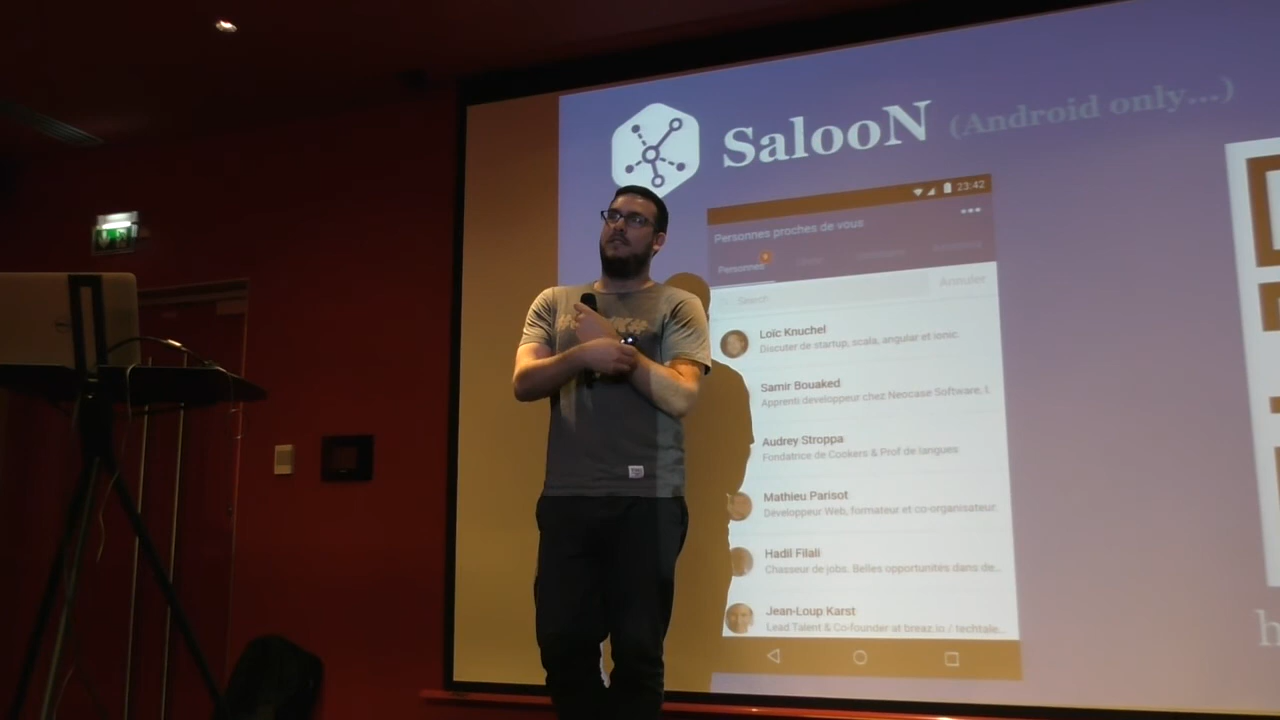 SalooN (Android only...)
23:42
Personnes proches de vous
Personnes
Search
Annuler
Loïc Knuchel
Discuter de startup, scala, angular et ionic.
Samir Bouaked
Apprenti développeur chez Neocase Software, t.
Audrey Stroppa
Fondatrice de Cookers & Prof de langues
Mathieu Parisot
Développeur Web, formateur et co-organisateur.
Hadil Filali
Chasseur de jobs. Belles opportunités dans de...
Jean-Loup Karst
Lead Talent & Co-founder at breaz.io / techtale...
h